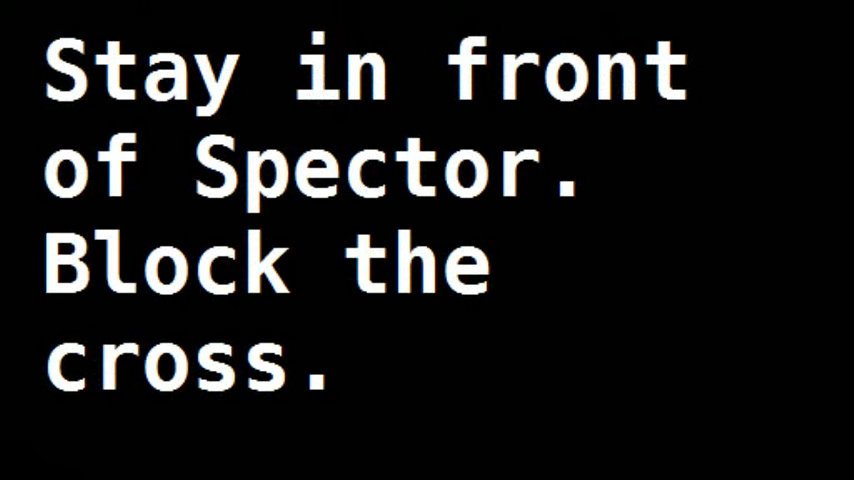 Stay in front
of Spector.
Block the
cross.